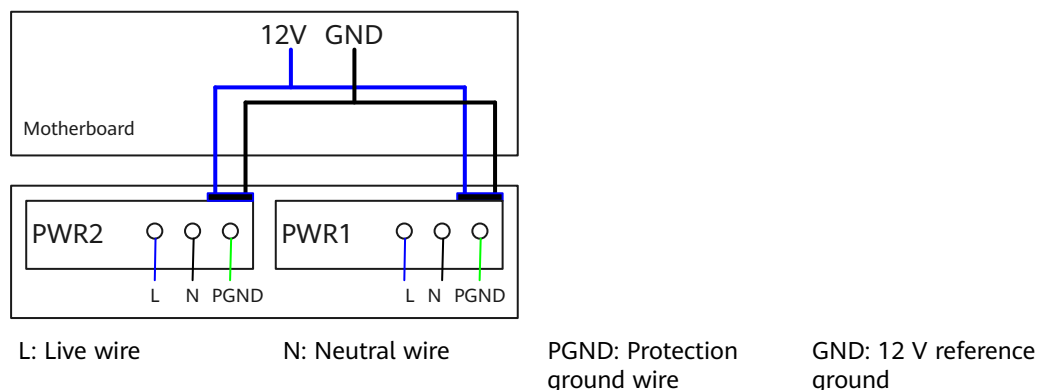 12V GND
Motherboard
PWR2
PWR1
L N PGND
L N PGND
L: Live wire
N: Neutral wire
PGND: Protection
ground wire
GND: 12 V reference
ground